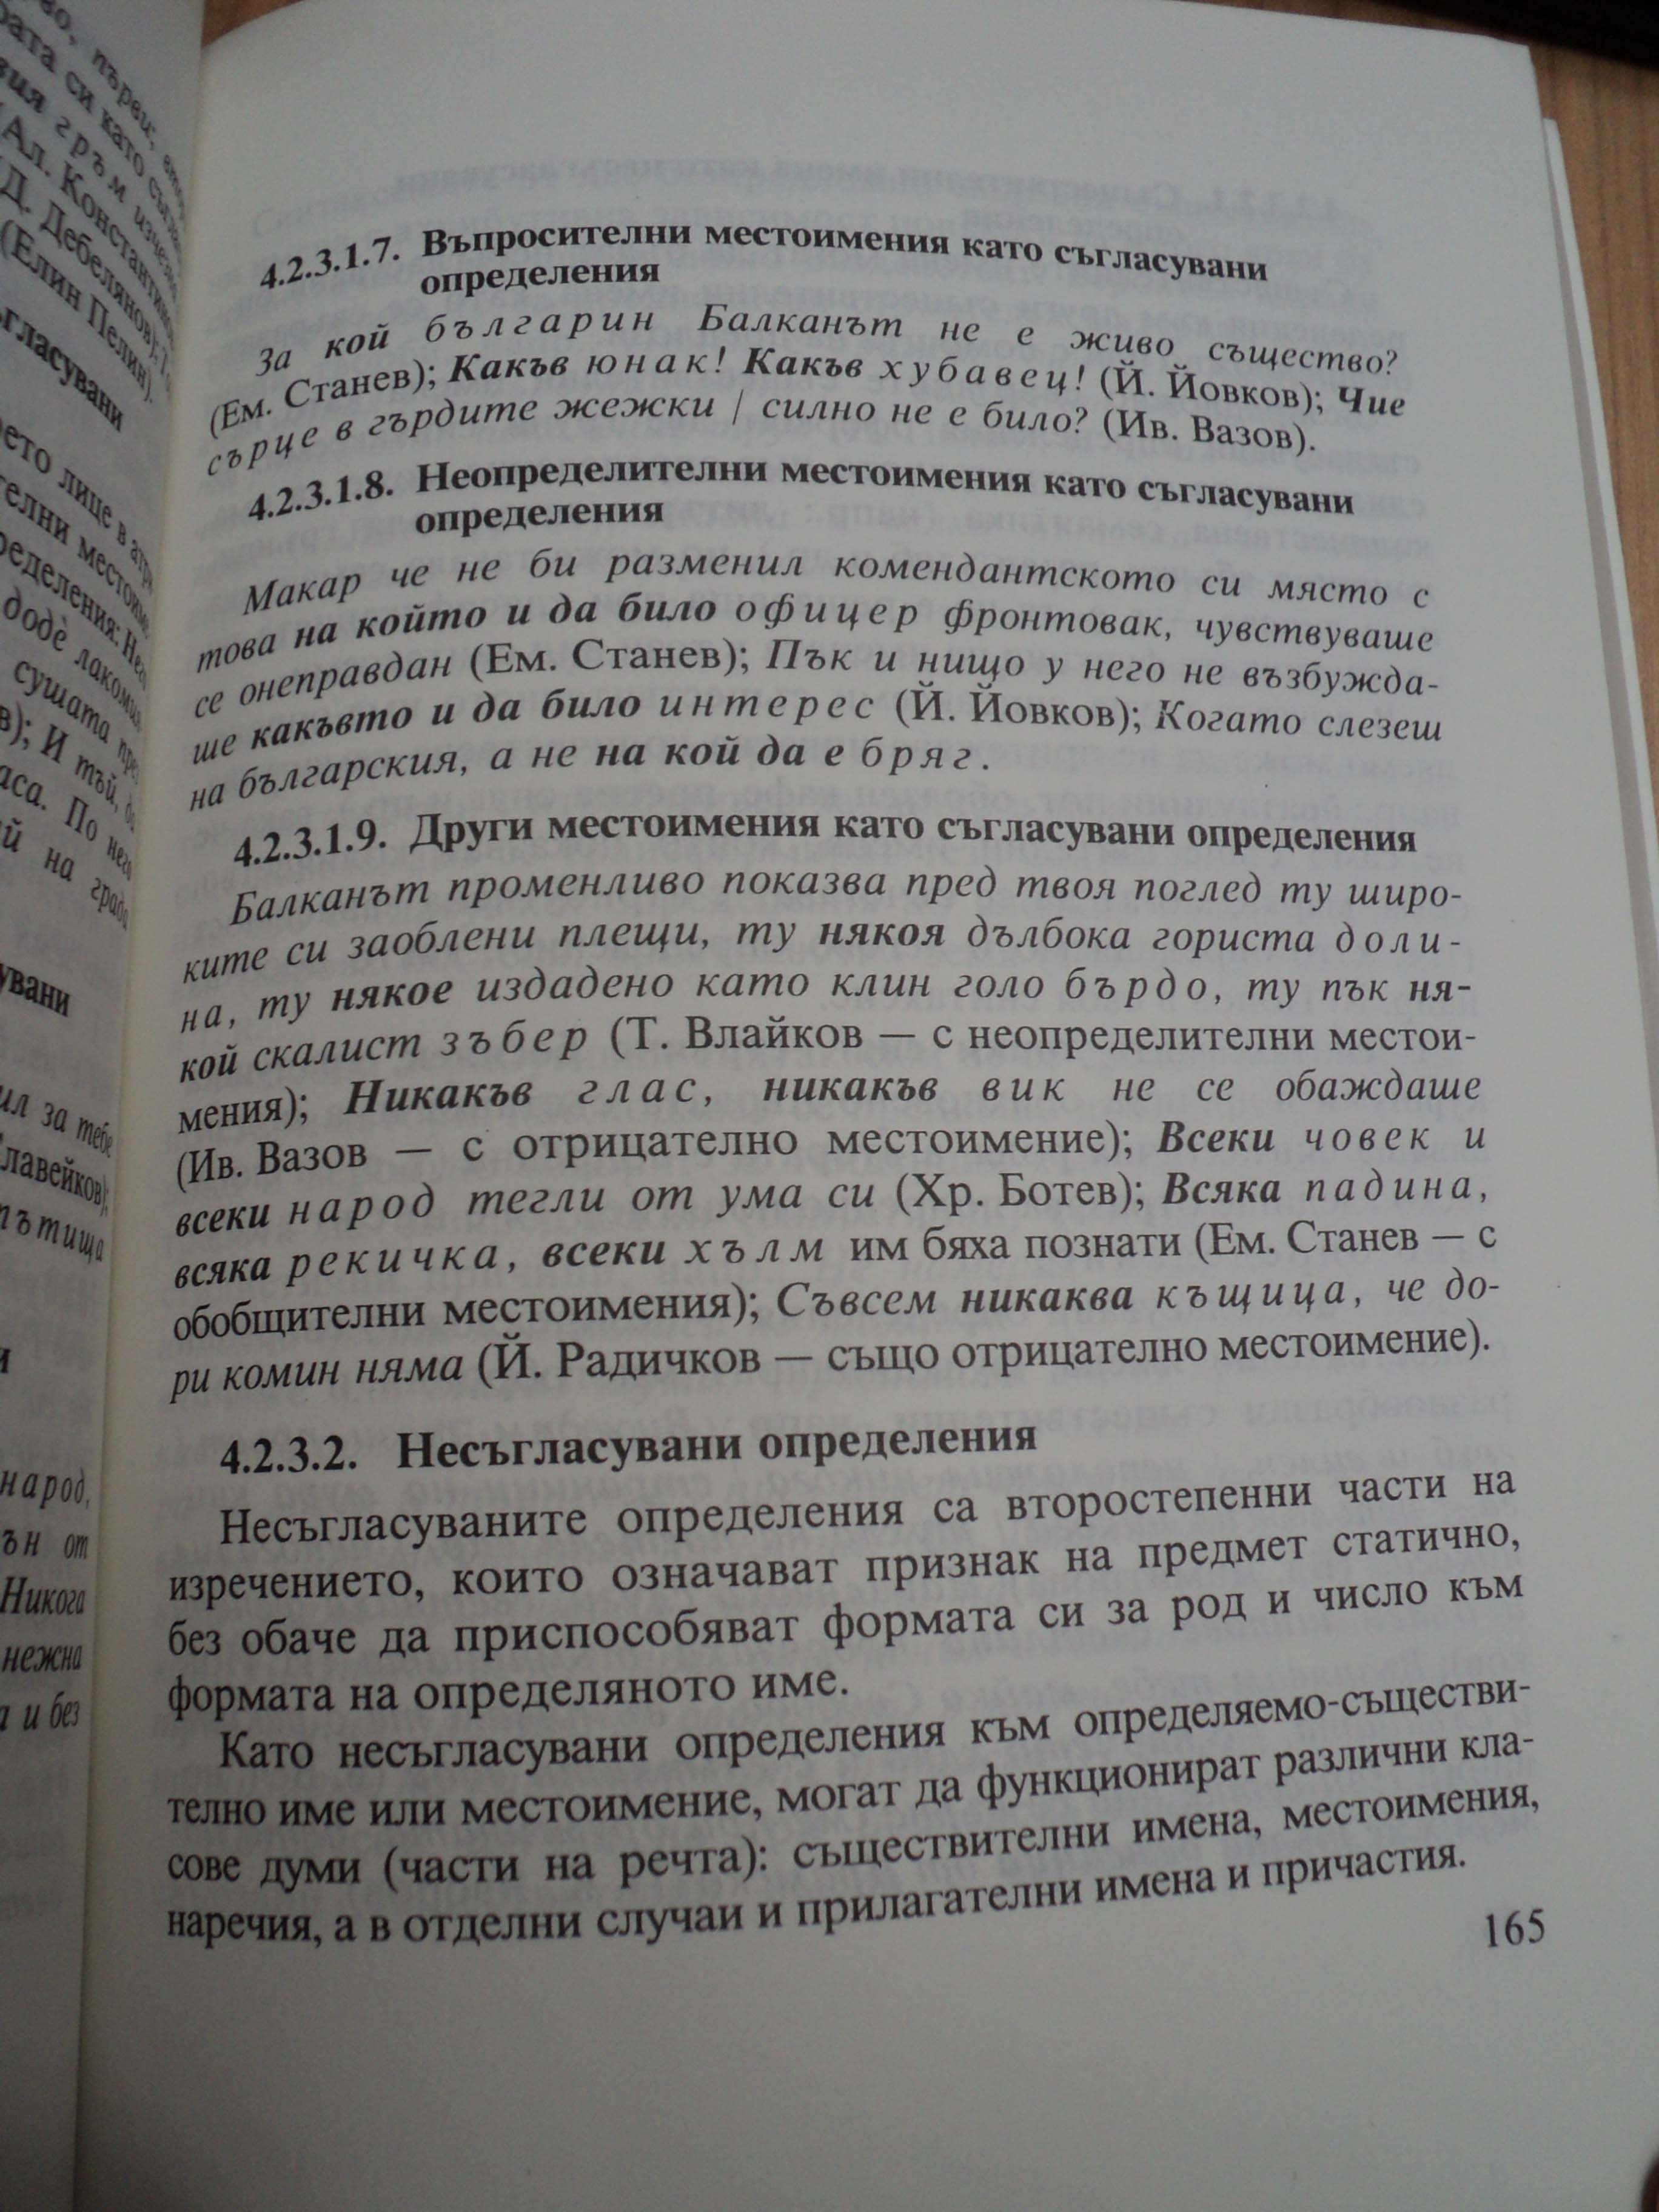 4.2.3.1.7. Въпросителни местоимения като съгласувани
определения
За кой българин Балканът не е живо същество?
(Ем. Станев); Какъв юнак! Какъв хубавец! (Й. Йовков); Чие
сърце в гърдите жежки / силно не е било? (Ив. Вазов).
4.2.3.1.8. Неопределителни местоимения като съгласувани
определения
Макар че не би разменил комендантското си място с
това на който и да било офицер фронтовак, чувствуваше
се онеправдан (Ем. Станев); Пък и нищо у него не възбужда-
ше какъвто и да било интерес (Й. Йовков); Когато слезеш
на българския, а не на кой да е бряг.
4.2.3.1.9. Други местоимения като съгласувани определения
Балканът променливо показва пред твоя поглед ту широ-
ките си заоблени плещи, ту някоя дълбока гориста доли-
на, ту някое издадено като клин голо бърдо, ту пък ня-
кой скалист зъбер (Т. Влайков — с неопределителни местои-
мения); Никакъв глас, никакъв вик не се обаждаше
(Ив. Вазов — с отрицателно местоимение); Всеки човек и
всеки народ тегли от ума си (Хр. Ботев); Всяка падина,
всяка рекичка, всеки хълм им бяха познати (Ем. Станев — с
обобщителни местоимения); Съвсем никаква къщица, че до-
ри комин няма (Й. Радичков — също отрицателно местоимение).
4.2.3.2. Несъгласувани определения
Несъгласуваните определения са второстепенни части на
изречението, които означават признак на предмет статично,
без обаче да приспособяват формата си за род и число към
формата на определяното име.
Като несъгласувани определения към определяемо-съществи-
телно име или местоимение, могат да функционират различни кла-
сове думи (части на речта): съществителни имена, местоимения,
наречия, а в отделни случаи и прилагателни имена и причастия.
165